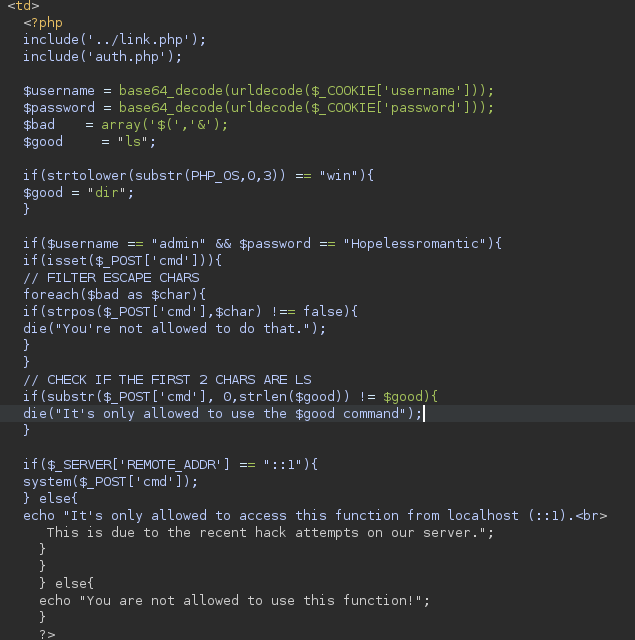 <td>
<?php
include('../link.php');
include('auth.php');
$username = base64_decode(urldecode($_COOKIE['username']));
$password = base64_decode(urldecode($_COOKIE['password']));
$bad    = array('$(','&');
$good     = "ls";
if(strtolower(substr(PHP_OS,0,3)) == "win"){
$good = "dir";
}
if($username == "admin" && $password == "Hopelessromantic"){
if(isset($_POST['cmd'])){
// FILTER ESCAPE CHARS
foreach($bad as $char){
if(strpos($_POST['cmd'],$char) !== false){
die("You're not allowed to do that.");
}
}
// CHECK IF THE FIRST 2 CHARS ARE LS
if(substr($_POST['cmd'], 0,strlen($good)) != $good){
die("It's only allowed to use the $good command");
}
if($_SERVER['REMOTE_ADDR'] == "::1"){
system($_POST['cmd']);
} else{
echo "It's only allowed to access this function from localhost (::1).<br>
This is due to the recent hack attempts on our server.";
}
}
} else{
echo "You are not allowed to use this function!";
}
?>